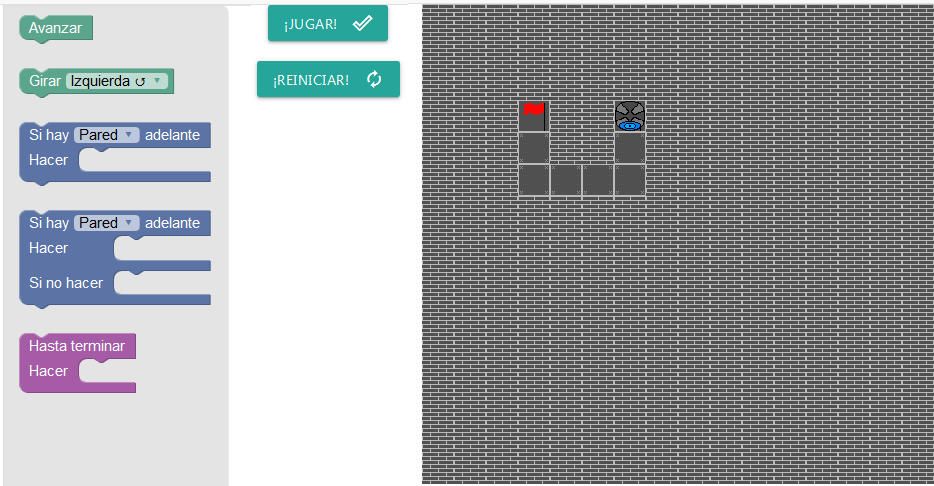 Avanzar
Girar Izquierda ↺ ▾
Si hay Pared ▾ adelante
Hacer
Si hay Pared ▾ adelante
Hacer
Si no hacer
Hasta terminar
Hacer
¡JUGAR!
¡REINICIAR!